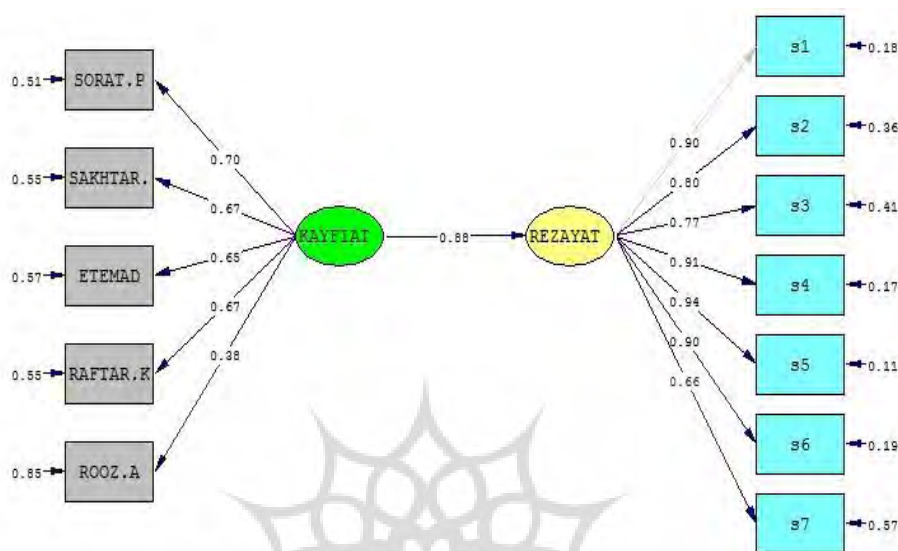 0.51
SORAT.P
0.55
SAKHTAR.
0.57
ETEMAD
0.55
RAFTAR.K
0.85
ROOZ.A
0.70
0.67
0.65
0.67
0.38
KAYFIAT
0.88
REZAYAT
0.90
0.80
0.77
0.91
0.94
0.90
0.66
s1
0.18
s2
0.36
s3
0.41
s4
0.17
s5
0.11
s6
0.19
s7
0.57